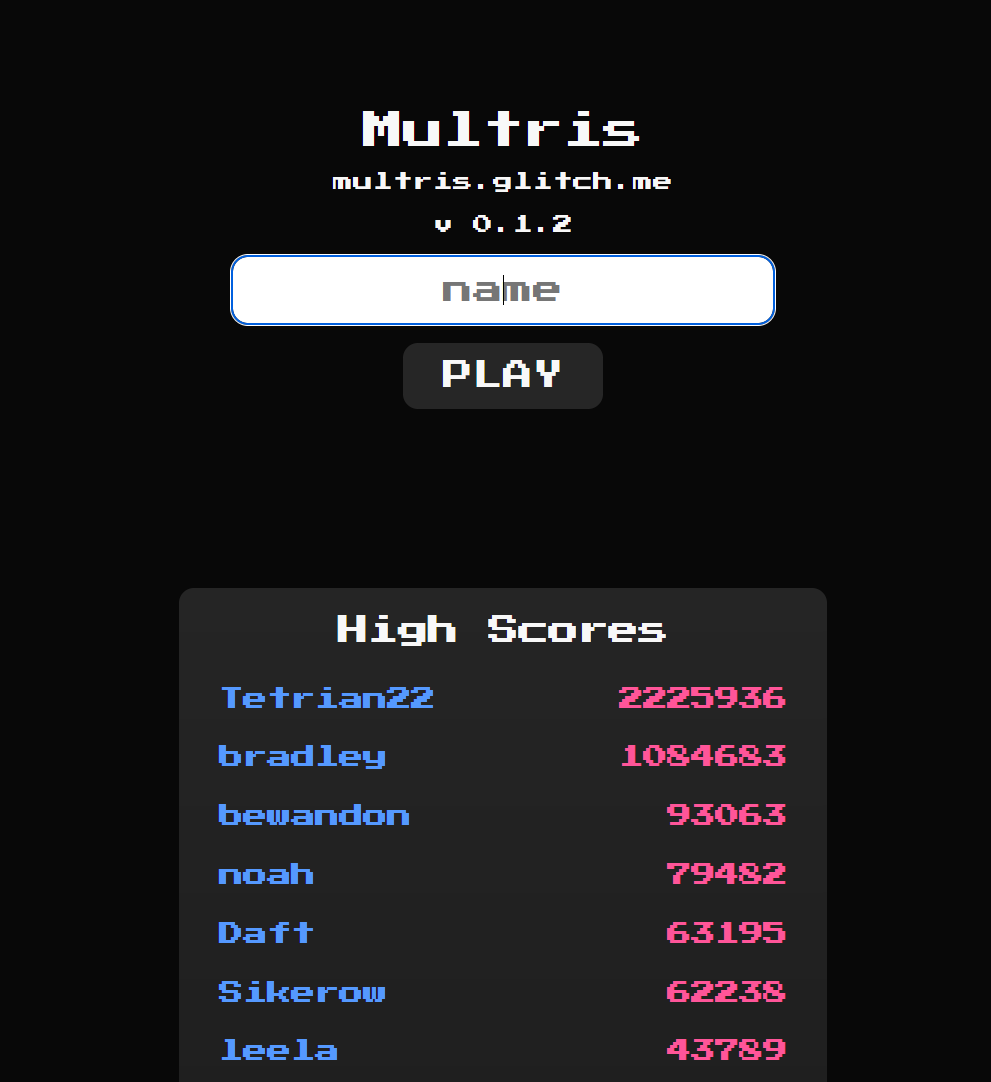 Multris
multris.glitch.me
v 0.1.2
name
PLAY
High Scores
Tetrian22 2225936
bradley 1084683
bewandon 93063
noah 79482
Daft 63195
Sikerow 62238
leela 43789